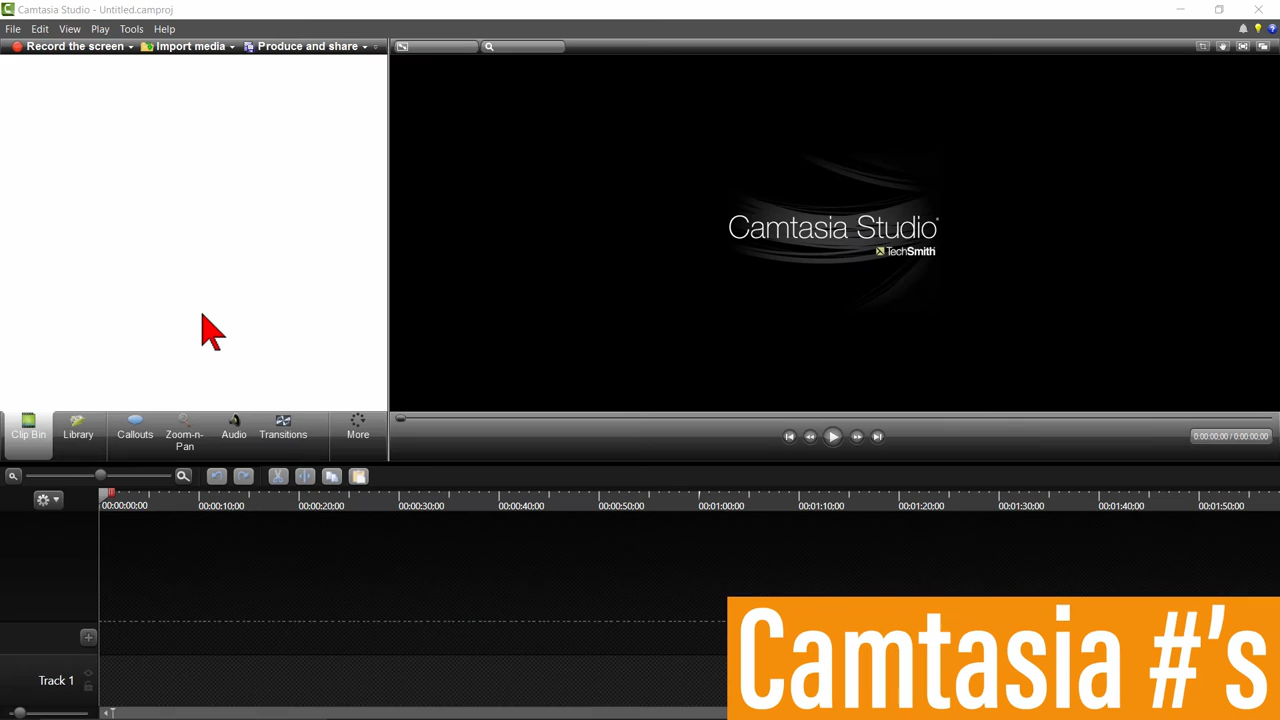 Camtasia Studio - Untitled.camproj
File Edit View Play Tools Help
Record the screen Import media Produce and share
Camtasia Studio®
TechSmith
Clip Bin Library Callouts Zoom-n-Pan Audio Transitions More
0:00:00;00 / 0:00:00;00
00:00:00;00 00:00:10;00 00:00:20;00 00:00:30;00 00:00:40;00 00:00:50;00 00:01:00;00 00:01:10;00 00:01:20;00 00:01:30;00 00:01:40;00 00:01:50;00
Track 1
Camtasia #'s